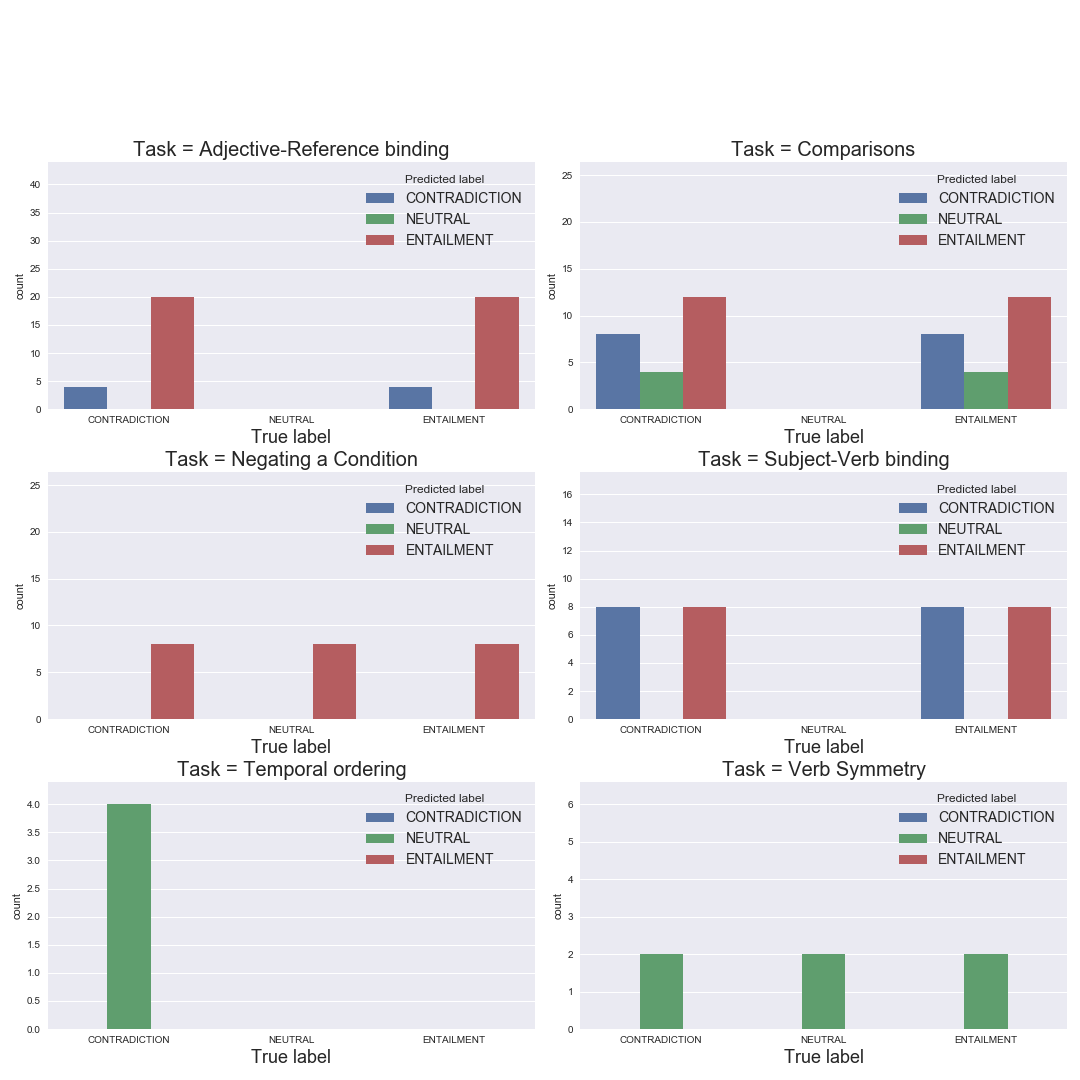 Task = Adjective-Reference binding
Predicted label
CONTRADICTION
NEUTRAL
ENTAILMENT
40
35
30
25
20
15
10
5
0
count
CONTRADICTION NEUTRAL ENTAILMENT
True label
Task = Comparisons
Predicted label
CONTRADICTION
NEUTRAL
ENTAILMENT
25
20
15
10
5
0
count
CONTRADICTION NEUTRAL ENTAILMENT
True label
Task = Negating a Condition
Predicted label
CONTRADICTION
NEUTRAL
ENTAILMENT
25
20
15
10
5
0
count
CONTRADICTION NEUTRAL ENTAILMENT
True label
Task = Subject-Verb binding
Predicted label
CONTRADICTION
NEUTRAL
ENTAILMENT
16
14
12
10
8
6
4
2
0
count
CONTRADICTION NEUTRAL ENTAILMENT
True label
Task = Temporal ordering
Predicted label
CONTRADICTION
NEUTRAL
ENTAILMENT
4.0
3.5
3.0
2.5
2.0
1.5
1.0
0.5
0.0
count
CONTRADICTION NEUTRAL ENTAILMENT
True label
Task = Verb Symmetry
Predicted label
CONTRADICTION
NEUTRAL
ENTAILMENT
6
5
4
3
2
1
0
count
CONTRADICTION NEUTRAL ENTAILMENT
True label